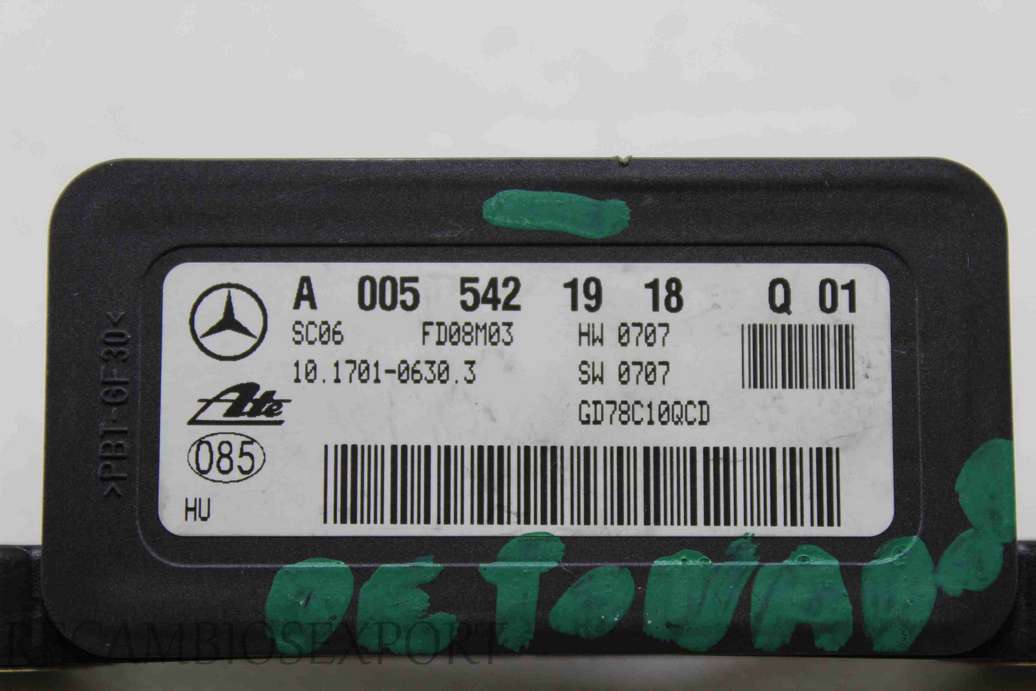 A 005 542 19 18 Q 01
SC06 FD08M03 HW 0707
10.1701-0630.3 SW 0707
GD78C10QCD
Ate
085
HU
>PBT-GF30<
RECAMBIOSEXPORT